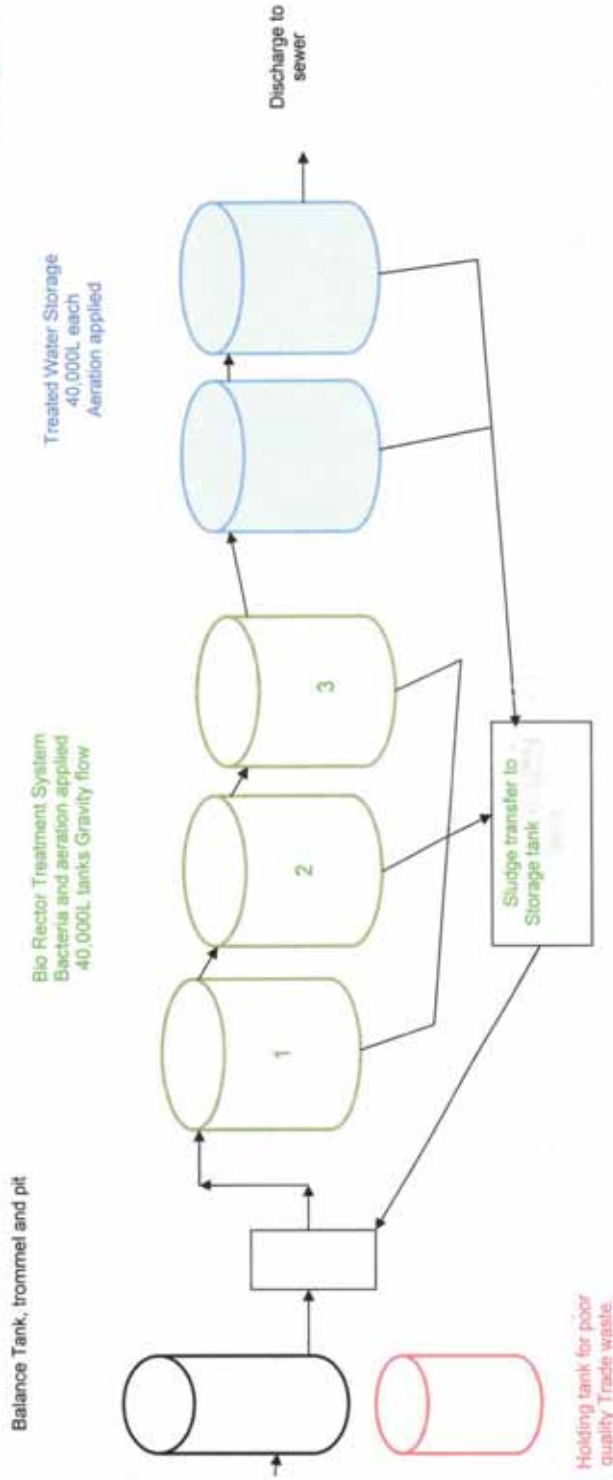 Balance Tank, trommel and pit
Bio Rector Treatment System
Bacteria and aeration applied
40,000L tanks Gravity flow
Treated Water Storage
40,000L each
Aeration applied
Discharge to
sewer
1
2
3
Sludge transfer to
Storage tank
Holding tank for poor
quality Trade waste.